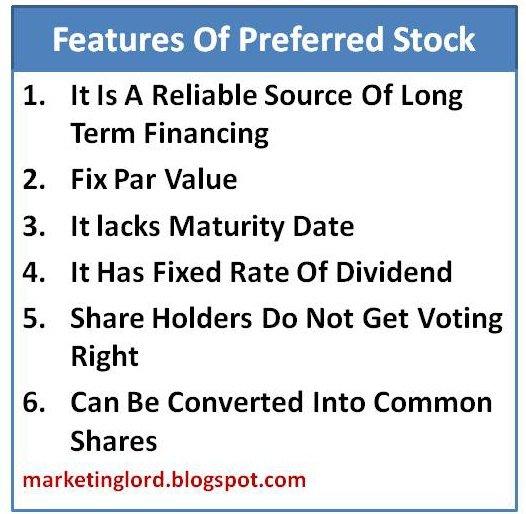 Features Of Preferred Stock
1. It Is A Reliable Source Of Long
Term Financing
2. Fix Par Value
3. It lacks Maturity Date
4. It Has Fixed Rate Of Dividend
5. Share Holders Do Not Get Voting
Right
6. Can Be Converted Into Common
Shares
marketinglord.blogspot.com